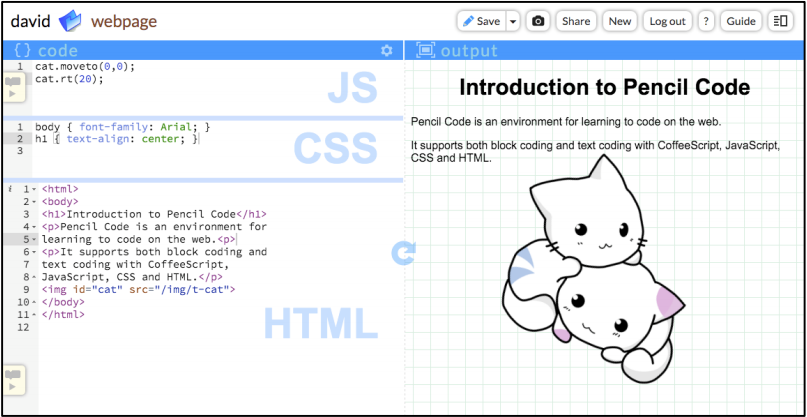 david webpage Save Share New Log out ? Guide
{} code output
1 cat.moveto(0,0);
2 cat.rt(20);
JS
1 body { font-family: Arial; }
2 h1 { text-align: center; }
3
CSS
i 1 <html>
2 <body>
3 <h1>Introduction to Pencil Code</h1>
4 <p>Pencil Code is an environment for
5 learning to code on the web.<p>
6 <p>It supports both block coding and
7 text coding with CoffeeScript,
8 JavaScript, CSS and HTML.</p>
9 <img id="cat" src="/img/t-cat">
10 </body>
11 </html>
12
HTML
Introduction to Pencil Code
Pencil Code is an environment for learning to code on the web.
It supports both block coding and text coding with CoffeeScript, JavaScript,
CSS and HTML.